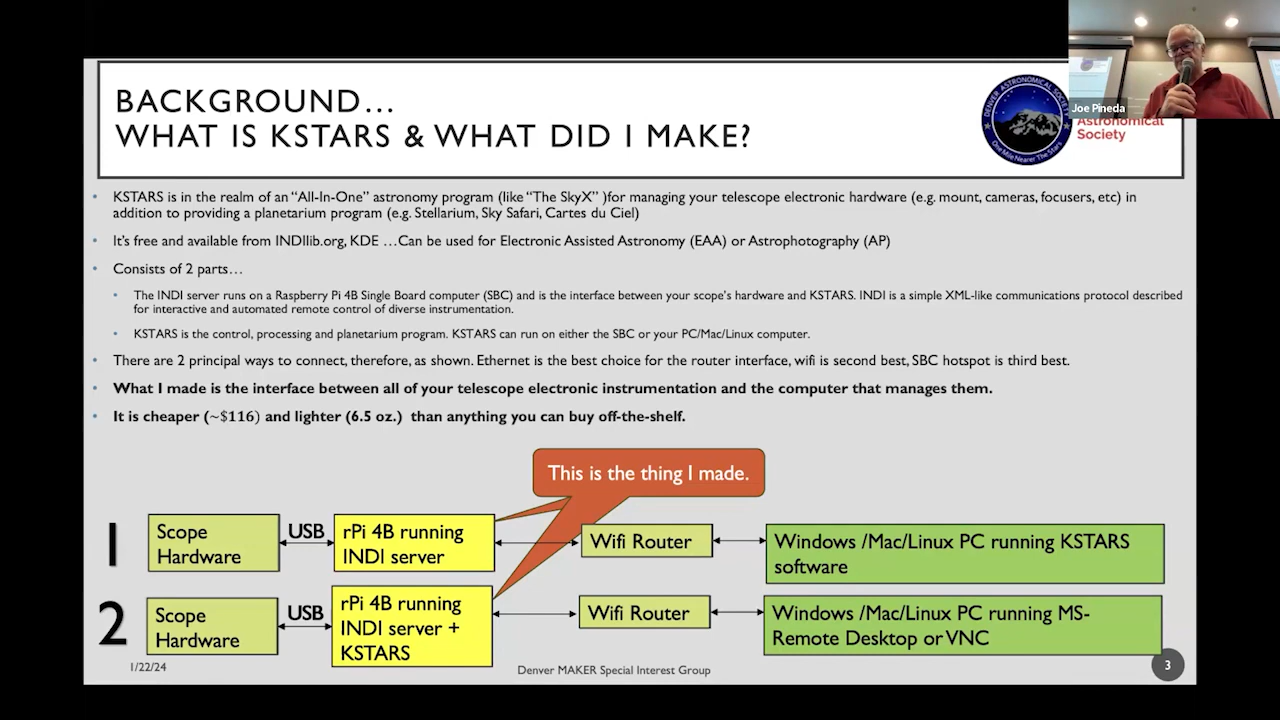 BACKGROUND...
WHAT IS KSTARS & WHAT DID I MAKE?
DENVER ASTRONOMICAL SOCIETY
One Mile Nearer The Stars
Astronomical
Society
Joe Pineda
• KSTARS is in the realm of an “All-In-One” astronomy program (like “The SkyX” )for managing your telescope electronic hardware (e.g. mount, cameras, focusers, etc) in
addition to providing a planetarium program (e.g. Stellarium, Sky Safari, Cartes du Ciel)
• It’s free and available from INDIlib.org, KDE …Can be used for Electronic Assisted Astronomy (EAA) or Astrophotography (AP)
• Consists of 2 parts…
• The INDI server runs on a Raspberry Pi 4B Single Board computer (SBC) and is the interface between your scope’s hardware and KSTARS. INDI is a simple XML-like communications protocol described
for interactive and automated remote control of diverse instrumentation.
• KSTARS is the control, processing and planetarium program. KSTARS can run on either the SBC or your PC/Mac/Linux computer.
• There are 2 principal ways to connect, therefore, as shown. Ethernet is the best choice for the router interface, wifi is second best, SBC hotspot is third best.
• What I made is the interface between all of your telescope electronic instrumentation and the computer that manages them.
• It is cheaper (~$116) and lighter (6.5 oz.) than anything you can buy off-the-shelf.
This is the thing I made.
1
Scope
Hardware
USB
rPi 4B running
INDI server
Wifi Router
Windows /Mac/Linux PC running KSTARS
software
2
Scope
Hardware
USB
rPi 4B running
INDI server +
KSTARS
Wifi Router
Windows /Mac/Linux PC running MS-
Remote Desktop or VNC
1/22/24
Denver MAKER Special Interest Group
3